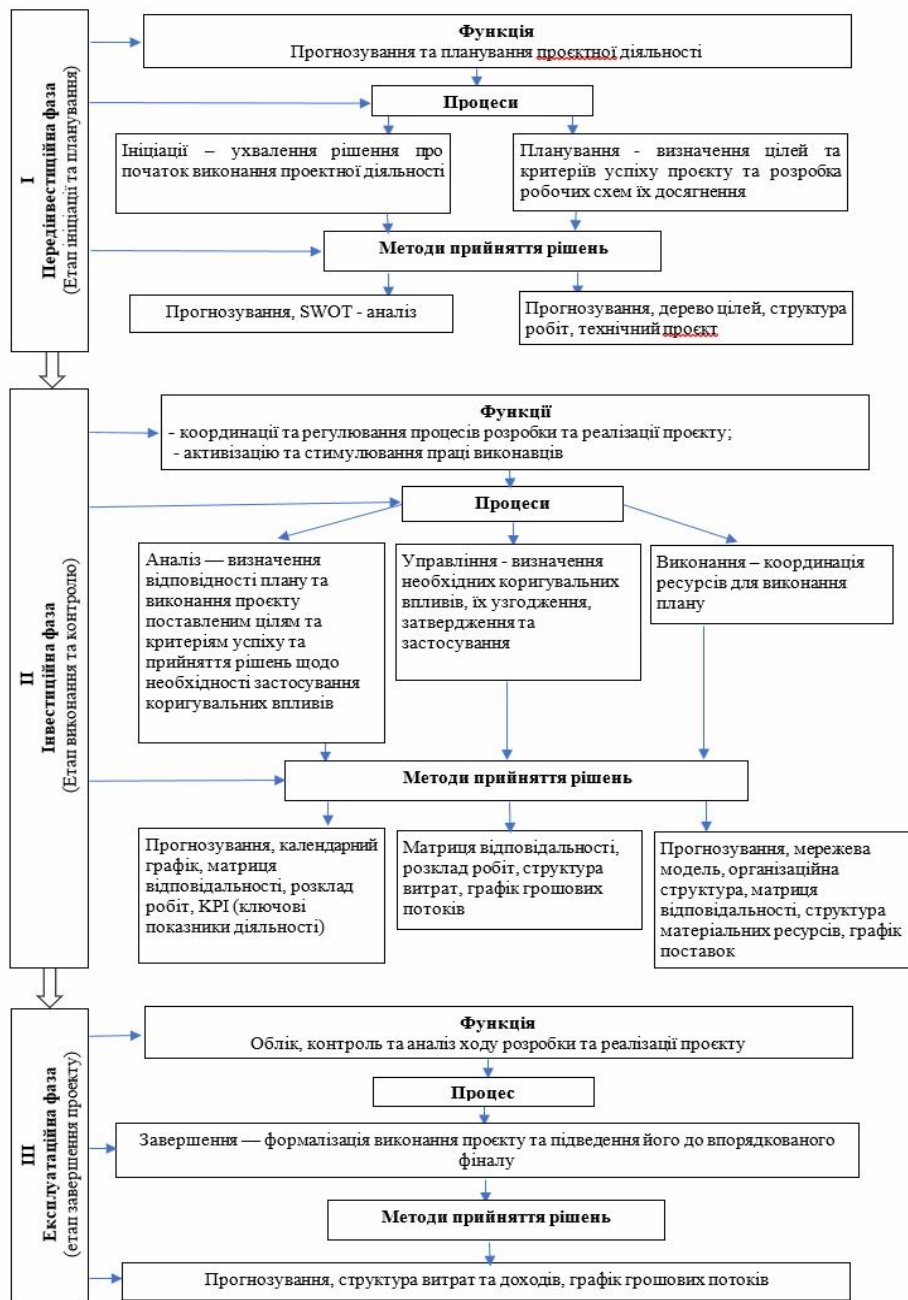 I
Передінвестиційна фаза
(Етап ініціації та планування)
Функція
Прогнозування та планування проєктної діяльності
Процеси
Ініціації – ухвалення рішення про
початок виконання проектної діяльності
Планування - визначення цілей та
критеріїв успіху проєкту та розробка
робочих схем їх досягнення
Методи прийняття рішень
Прогнозування, SWOT - аналіз
Прогнозування, дерево цілей, структура
робіт, технічний проєкт
II
Інвестиційна фаза
(Етап виконання та контролю)
Функції
- координації та регулювання процесів розробки та реалізації проєкту;
- активізацію та стимулювання праці виконавців
Процеси
Аналіз — визначення
відповідності плану та
виконання проєкту
поставленим цілям та
критеріям успіху та
прийняття рішень щодо
необхідності застосування
коригувальних впливів
Управління - визначення
необхідних коригувальних
впливів, їх узгодження,
затвердження та
застосування
Виконання – координація
ресурсів для виконання
плану
Методи прийняття рішень
Прогнозування, календарний
графік, матриця
відповідальності, розклад
робіт, KPI (ключові
показники діяльності)
Матриця відповідальності,
розклад робіт, структура
витрат, графік грошових
потоків
Прогнозування, мережева
модель, організаційна
структура, матриця
відповідальності, структура
матеріальних ресурсів, графік
поставок
III
Експлуатаційна фаза
(етап завершення проекту)
Функція
Облік, контроль та аналіз ходу розробки та реалізації проєкту
Процес
Завершення — формалізація виконання проєкту та підведення його до впорядкованого
фіналу
Методи прийняття рішень
Прогнозування, структура витрат та доходів, графік грошових потоків